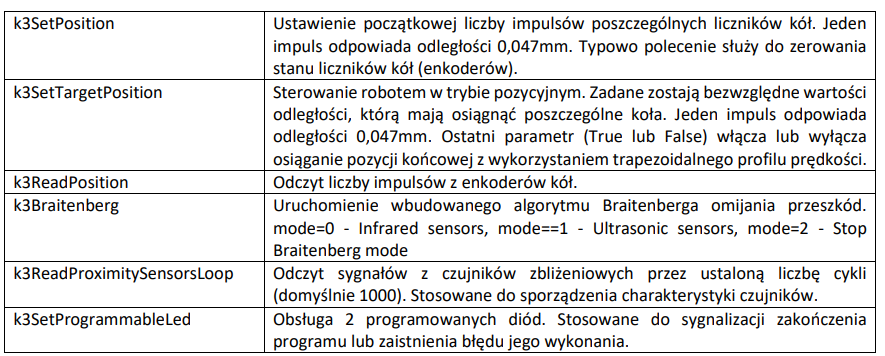 k3SetPosition
Ustawienie początkowej liczby impulsów poszczególnych liczników kół. Jeden
impuls odpowiada odległości 0,047mm. Typowo polecenie służy do zerowania
stanu liczników kół (enkoderów).
k3SetTargetPosition
Sterowanie robotem w trybie pozycyjnym. Zadane zostają bezwzględne wartości
odległości, którą mają osiągnąć poszczególne koła. Jeden impuls odpowiada
odległości 0,047mm. Ostatni parametr (True lub False) włącza lub wyłącza
osiąganie pozycji końcowej z wykorzystaniem trapezoidalnego profilu prędkości.
k3ReadPosition
Odczyt liczby impulsów z enkoderów kół.
k3Braitenberg
Uruchomienie wbudowanego algorytmu Braitenberga omijania przeszkód.
mode=0 - Infrared sensors, mode==1 - Ultrasonic sensors, mode=2 - Stop
Braitenberg mode
k3ReadProximitySensorsLoop
Odczyt sygnałów z czujników zbliżeniowych przez ustaloną liczbę cykli
(domyślnie 1000). Stosowane do sporządzenia charakterystyki czujników.
k3SetProgrammableLed
Obsługa 2 programowanych diód. Stosowane do sygnalizacji zakończenia
programu lub zaistnienia błędu jego wykonania.